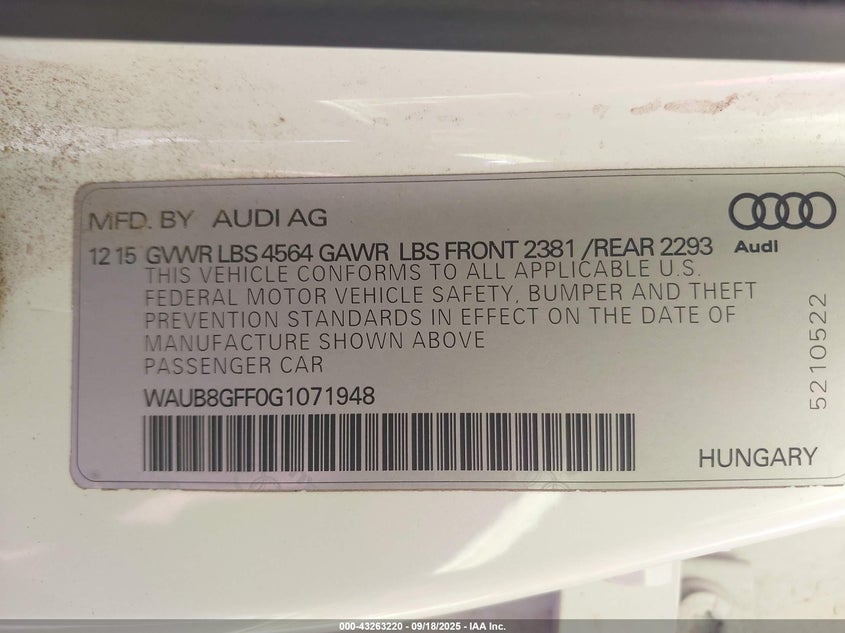 MFD. BY AUDI AG
Audi
12 15 GVWR LBS 4564 GAWR LBS FRONT 2381 / REAR 2293
THIS VEHICLE CONFORMS TO ALL APPLICABLE U.S.
FEDERAL MOTOR VEHICLE SAFETY, BUMPER AND THEFT
PREVENTION STANDARDS IN EFFECT ON THE DATE OF
MANUFACTURE SHOWN ABOVE
PASSENGER CAR
WAUB8GFF0G1071948
HUNGARY
5210522
000-43263220 - 09/18/2025 - IAA Inc.